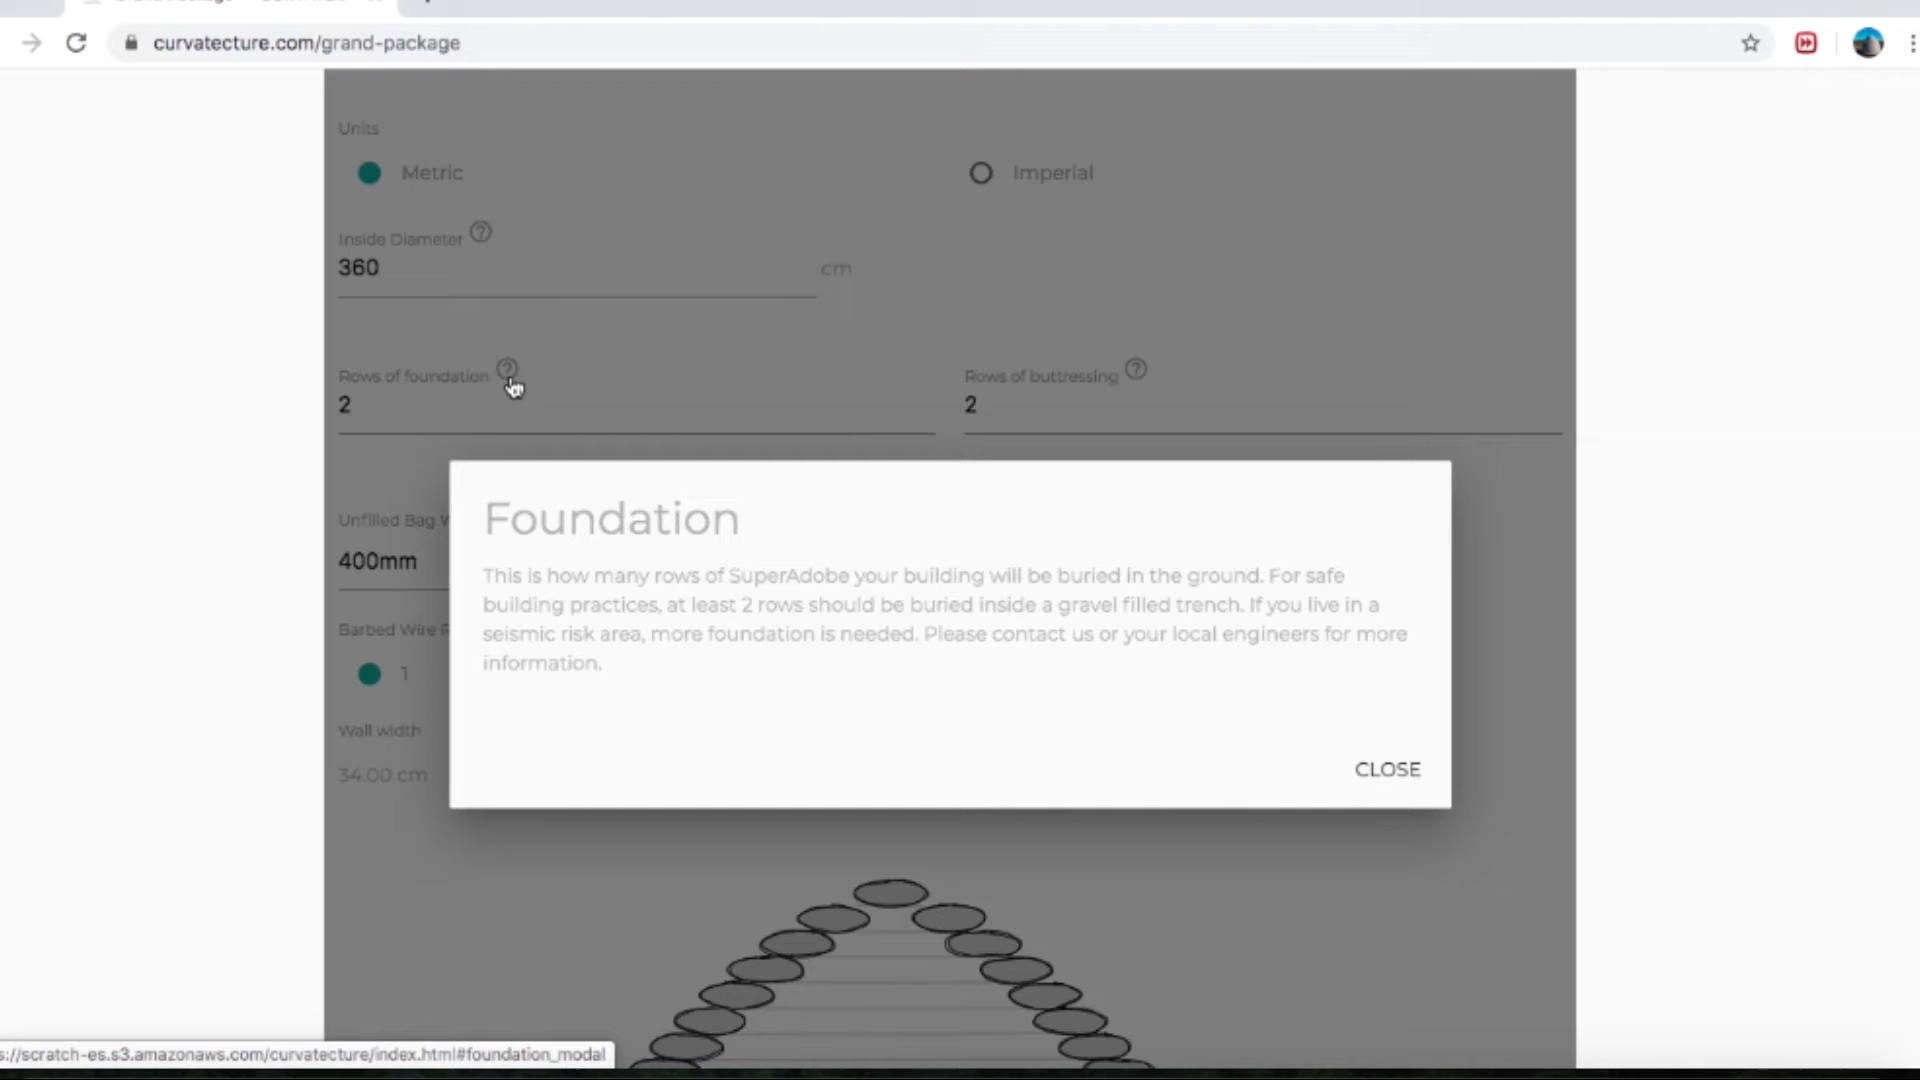 curvatecture.com/grand-package
Units
Metric
Imperial
Inside Diameter ?
360
cm
Rows of foundation ?
Rows of buttressing ?
2
2
Unfilled Bag
400mm
Barbed Wire
1
Wall width
34.00 cm
Foundation
This is how many rows of SuperAdobe your building will be buried in the ground. For safe
building practices, at least 2 rows should be buried inside a gravel filled trench. If you live in a
seismic risk area, more foundation is needed. Please contact us or your local engineers for more
information.
CLOSE
s://scratch-es.s3.amazonaws.com/curvatecture/index.html#foundation_modal